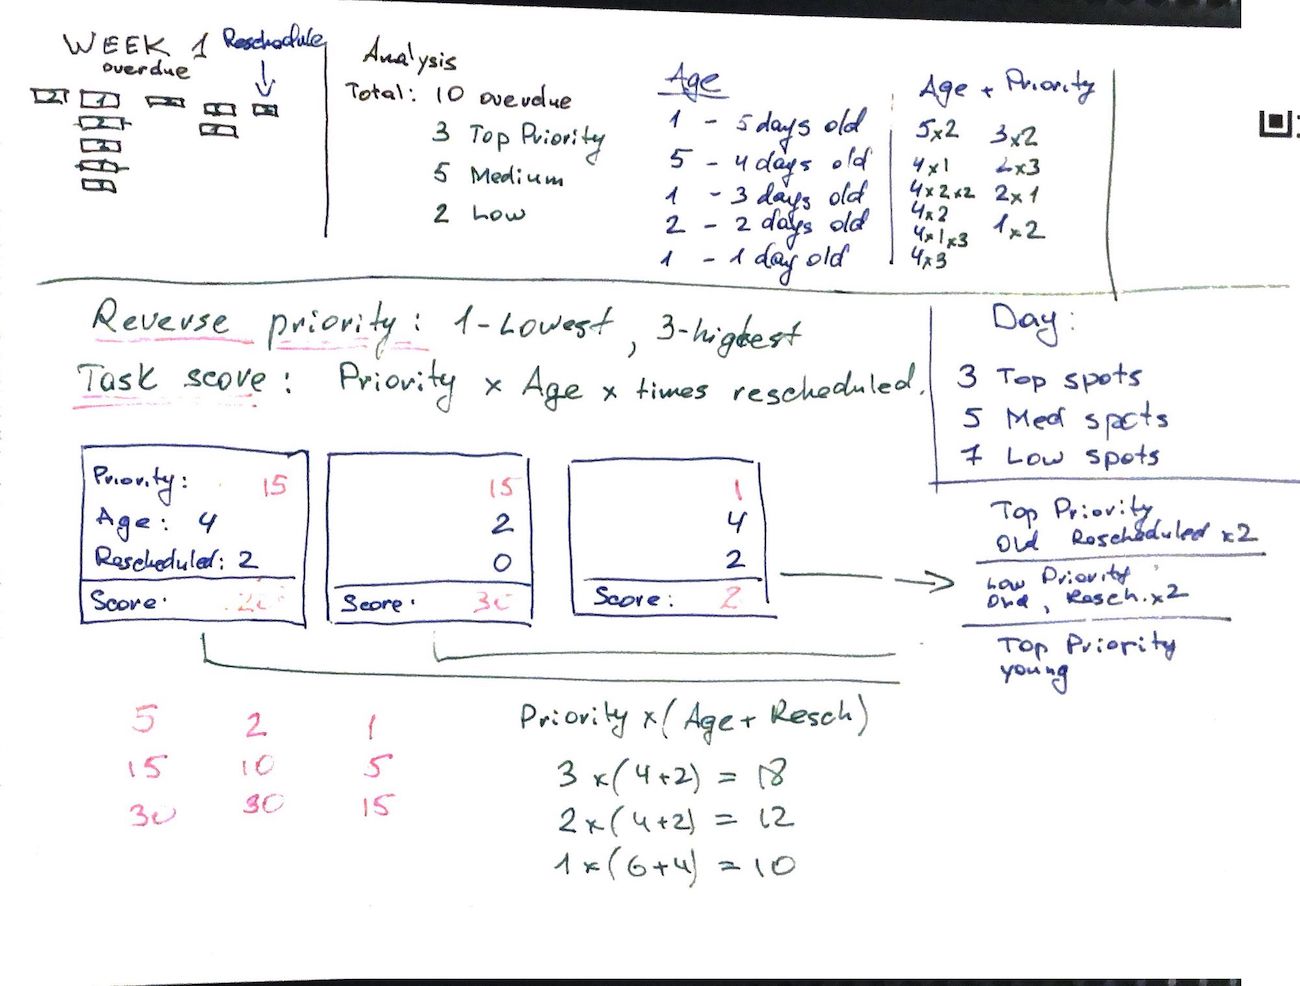 WEEK 1
overdue
Reschedule
2
1
2
Analysis
Total: 10 overdue
3 Top Priority
5 Medium
2 Low
Age
1 - 5 days old
5 - 4 days old
1 - 3 days old
2 - 2 days old
1 - 1 day old
Age + Priority
5x2
4x1
4x2x2
4x2
4x1x3
4x3
3x2
2x3
2x1
1x2
Reverse priority: 1-Lowest, 3-highest
Task score: Priority x Age x times rescheduled.
Day:
3 Top spots
5 Med spots
7 Low spots
Priority: 15
Age: 4
Rescheduled: 2
Score:
15
2
0
Score: 30
1
4
2
Score: 2
Top Priority
Old Rescheduled x2
Low Priority
Old, Resch. x2
Top Priority
young
5 2 1
15 10 5
30 30 15
Priority x (Age + Resch)
3 x (4+2) = 18
2 x (4+2) = 12
1 x (6+4) = 10